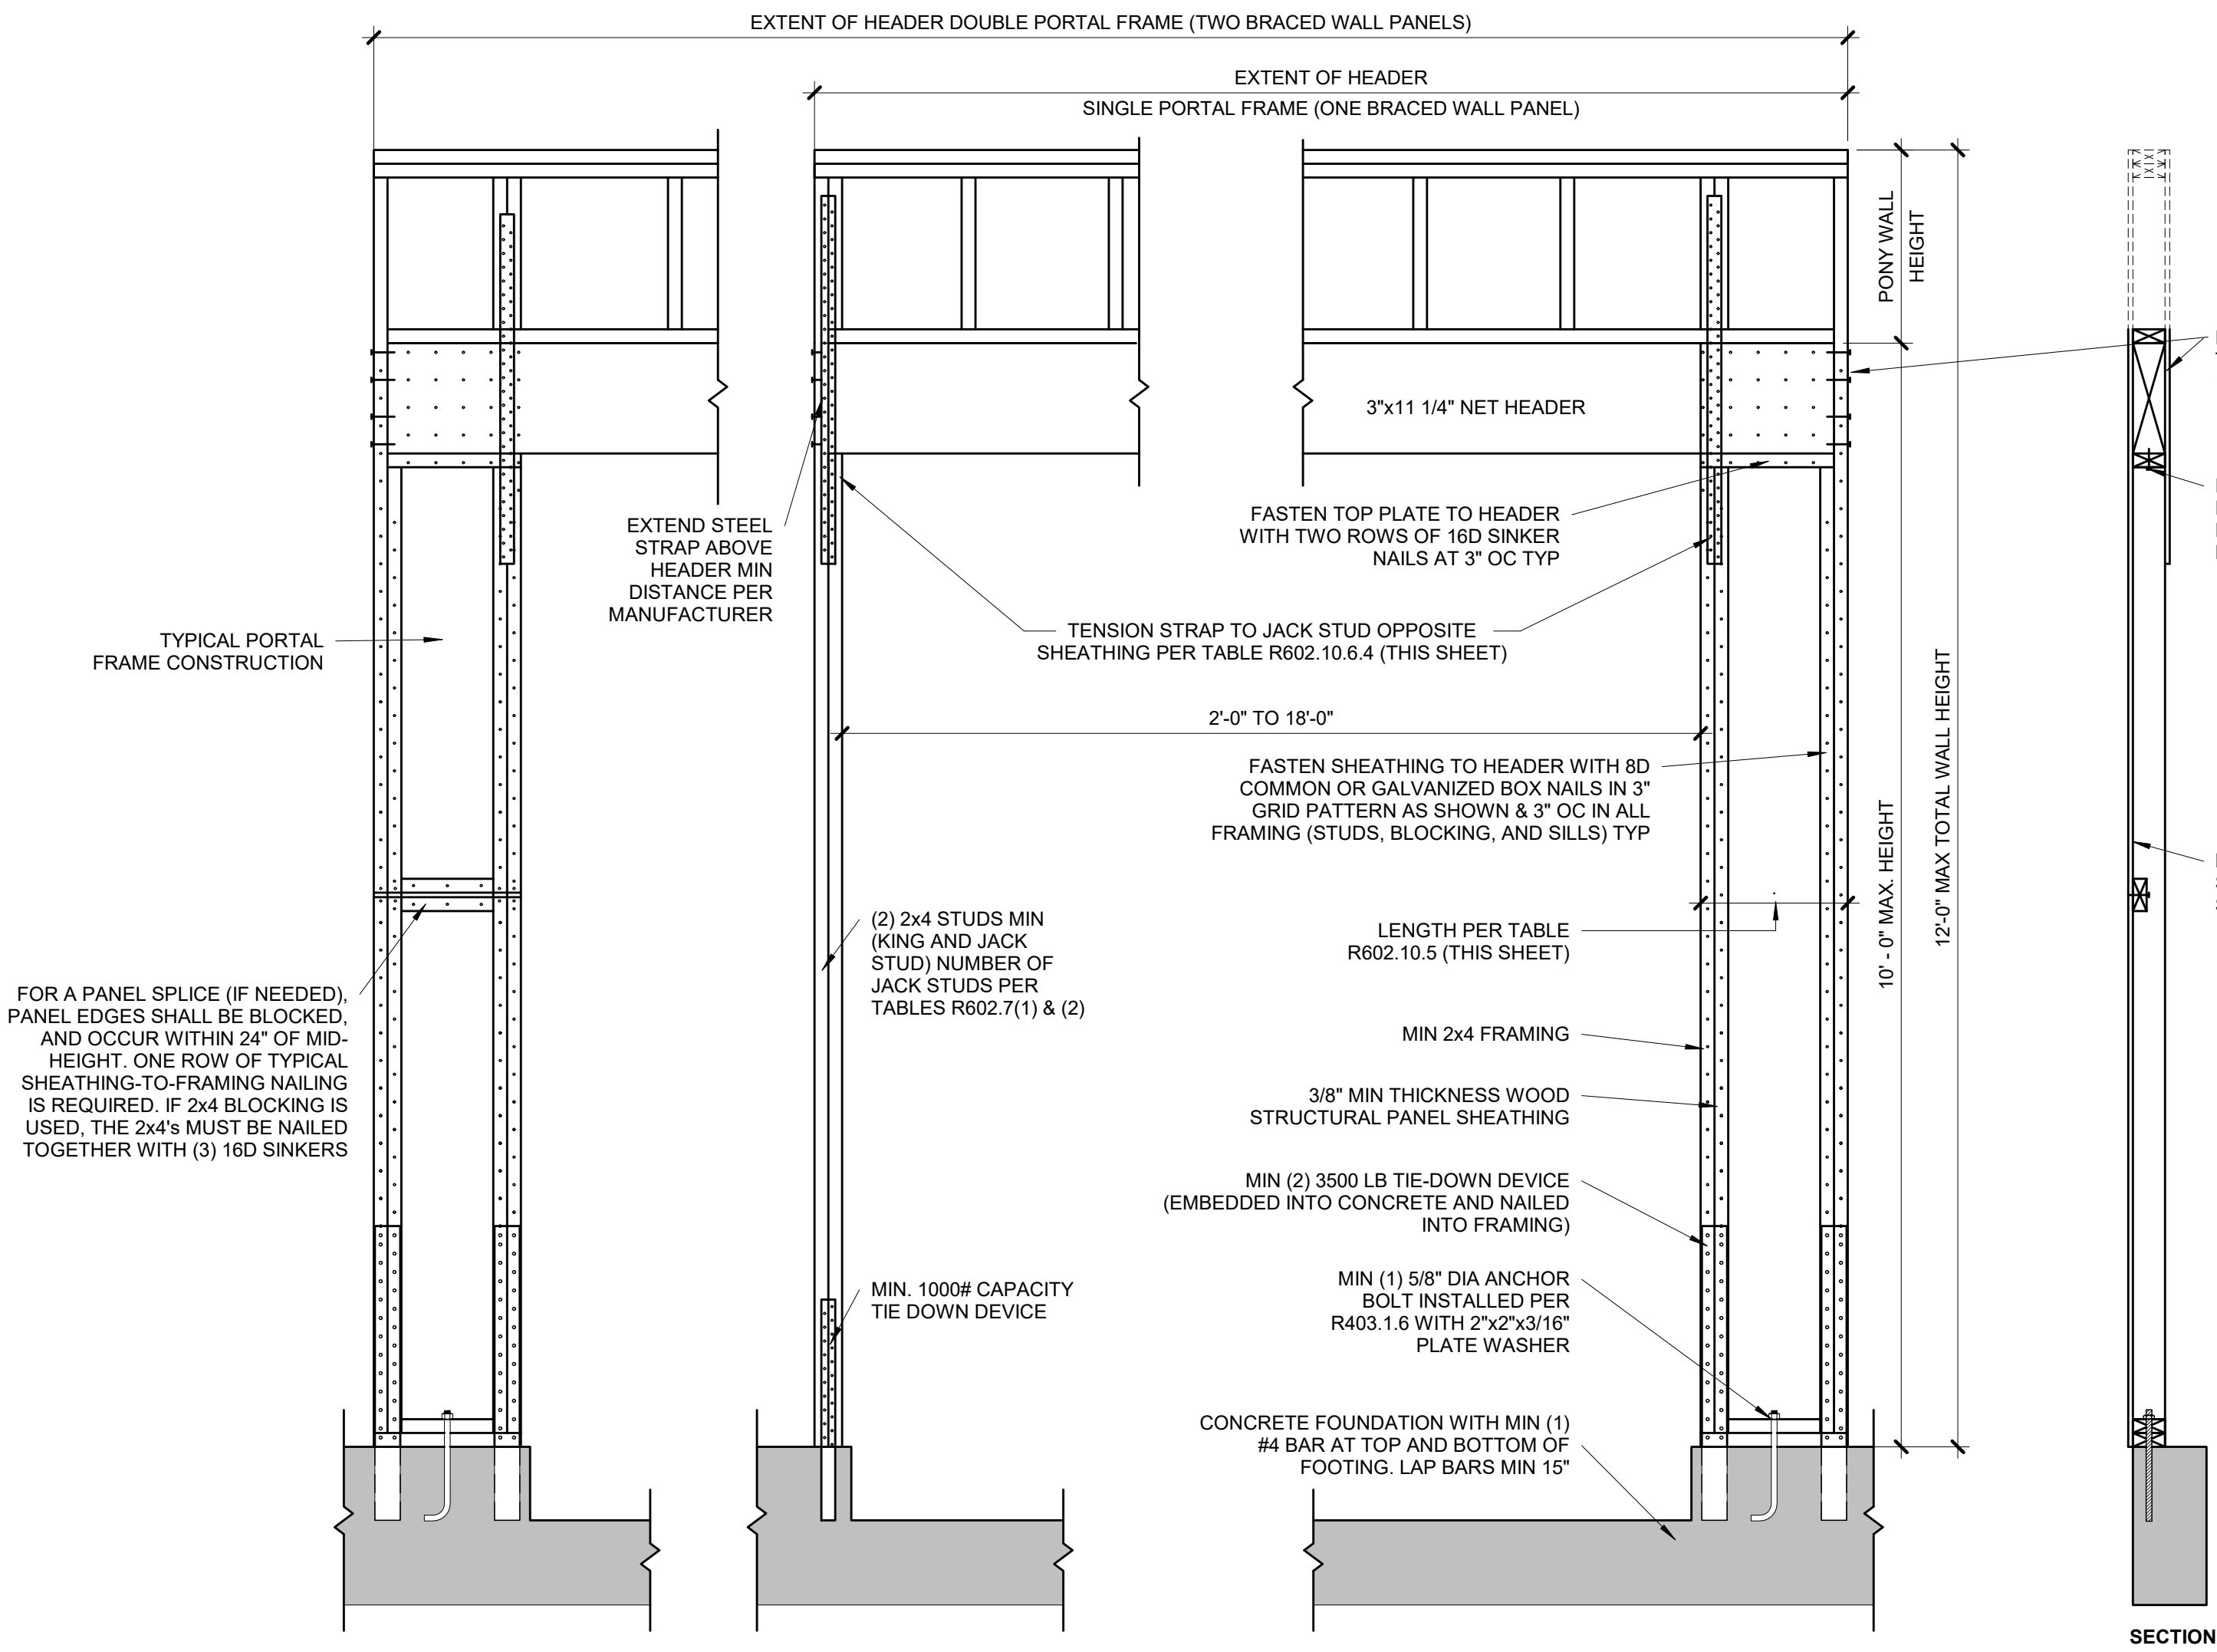 EXTENT OF HEADER DOUBLE PORTAL FRAME (TWO BRACED WALL PANELS)
EXTENT OF HEADER
SINGLE PORTAL FRAME (ONE BRACED WALL PANEL)
PONY WALL
HEIGHT
3"x11 1/4" NET HEADER
EXTEND STEEL
STRAP ABOVE
HEADER MIN
DISTANCE PER
MANUFACTURER
FASTEN TOP PLATE TO HEADER
WITH TWO ROWS OF 16D SINKER
NAILS AT 3" OC TYP
TYPICAL PORTAL
FRAME CONSTRUCTION
TENSION STRAP TO JACK STUD OPPOSITE
SHEATHING PER TABLE R602.10.6.4 (THIS SHEET)
2'-0" TO 18'-0"
FASTEN SHEATHING TO HEADER WITH 8D
COMMON OR GALVANIZED BOX NAILS IN 3"
GRID PATTERN AS SHOWN & 3" OC IN ALL
FRAMING (STUDS, BLOCKING, AND SILLS) TYP
10' - 0" MAX. HEIGHT
12'-0" MAX TOTAL WALL HEIGHT
(2) 2x4 STUDS MIN
(KING AND JACK
STUD) NUMBER OF
JACK STUDS PER
TABLES R602.7(1) & (2)
LENGTH PER TABLE
R602.10.5 (THIS SHEET)
FOR A PANEL SPLICE (IF NEEDED),
PANEL EDGES SHALL BE BLOCKED,
AND OCCUR WITHIN 24" OF MID-
HEIGHT. ONE ROW OF TYPICAL
SHEATHING-TO-FRAMING NAILING
IS REQUIRED. IF 2x4 BLOCKING IS
USED, THE 2x4's MUST BE NAILED
TOGETHER WITH (3) 16D SINKERS
MIN 2x4 FRAMING
3/8" MIN THICKNESS WOOD
STRUCTURAL PANEL SHEATHING
MIN (2) 3500 LB TIE-DOWN DEVICE
(EMBEDDED INTO CONCRETE AND NAILED
INTO FRAMING)
MIN. 1000# CAPACITY
TIE DOWN DEVICE
MIN (1) 5/8" DIA ANCHOR
BOLT INSTALLED PER
R403.1.6 WITH 2"x2"x3/16"
PLATE WASHER
CONCRETE FOUNDATION WITH MIN (1)
#4 BAR AT TOP AND BOTTOM OF
FOOTING. LAP BARS MIN 15"
SECTION